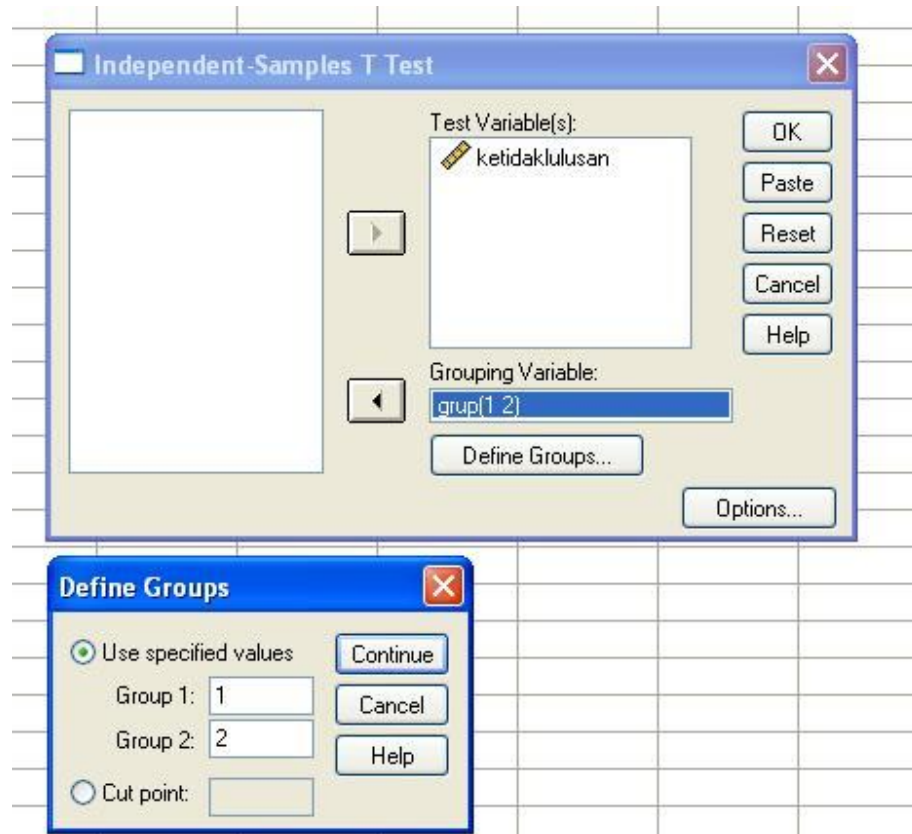 Independent-Samples T Test
Test Variable(s):
ketidaklulusan
OK
Paste
Reset
Cancel
Help
Grouping Variable:
grup(1 2)
Define Groups...
Options...
Define Groups
Use specified values
Group 1: 1
Group 2: 2
Cut point:
Continue
Cancel
Help